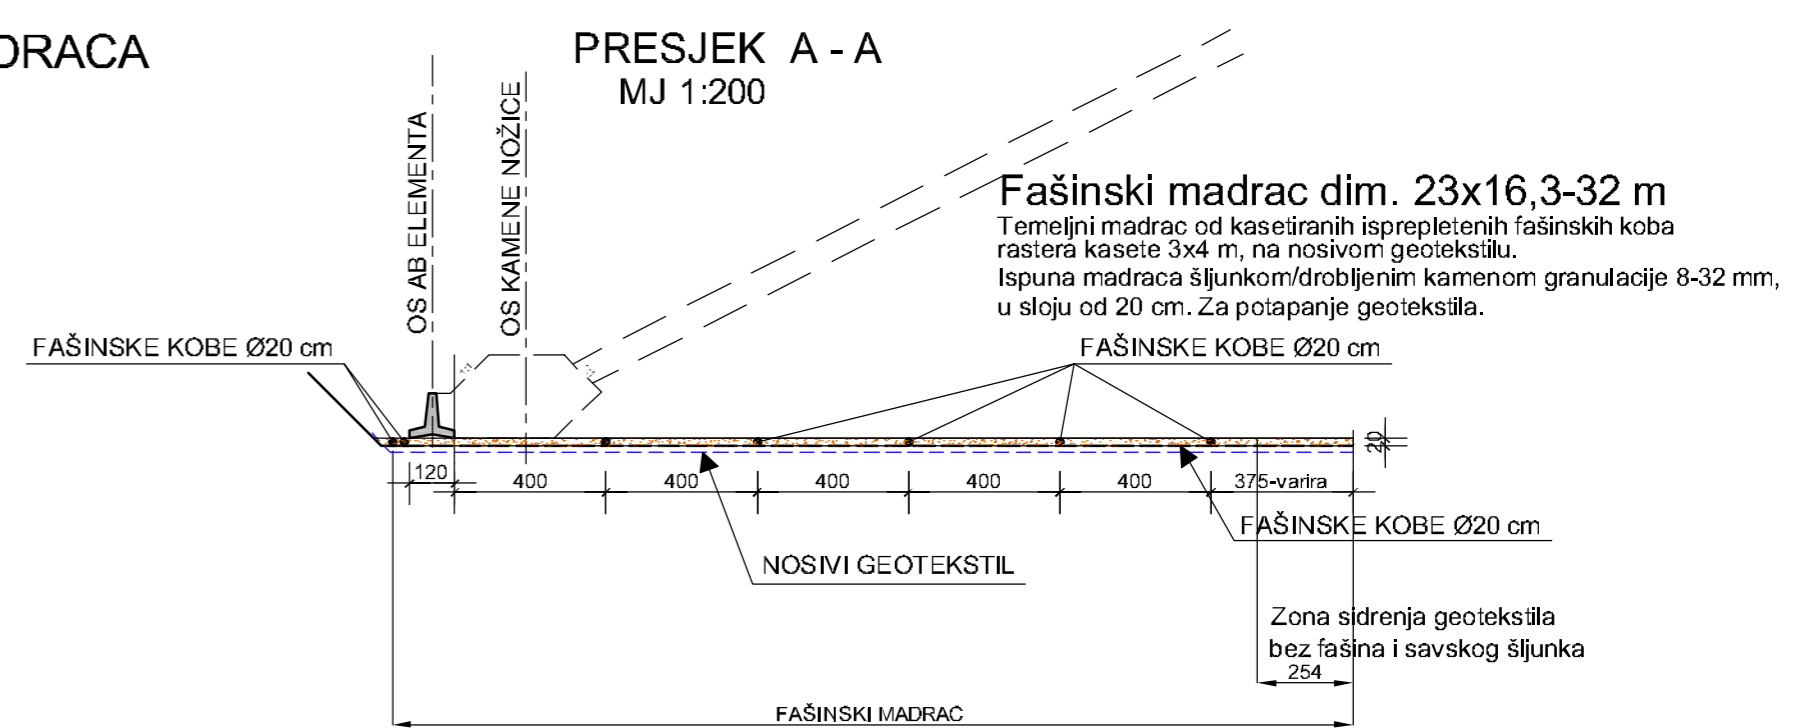 DRACA
PRESJEK A - A
MJ 1:200
OS AB ELEMENTA
OS KAMENE NOŽICE
Fašinski madrac dim. 23x16,3-32 m
Temeljni madrac od kasetiranih isprepletenih fašinskih koba
rastera kasete 3x4 m, na nosivom geotekstilu.
Ispuna madraca šljunkom/drobljenim kamenom granulacije 8-32 mm,
u sloju od 20 cm. Za potapanje geotekstila.
FAŠINSKE KOBE Ø20 cm
FAŠINSKE KOBE Ø20 cm
1:1
20
120
400
400
400
400
400
375-varira
FAŠINSKE KOBE Ø20 cm
NOSIVI GEOTEKSTIL
Zona sidrenja geotekstila
bez fašina i savskog šljunka
254
FAŠINSKI MADRAC